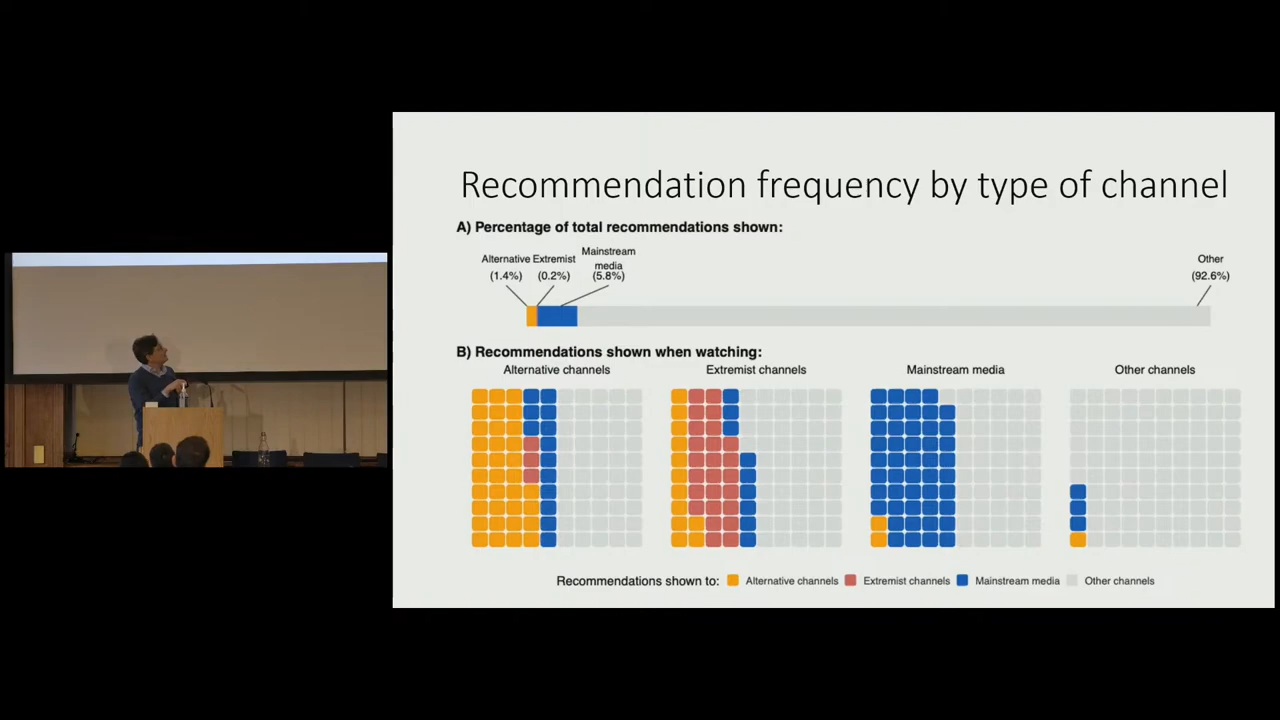 Recommendation frequency by type of channel
A) Percentage of total recommendations shown:
Alternative
(1.4%)
Extremist
(0.2%)
Mainstream
media
(5.8%)
Other
(92.6%)
B) Recommendations shown when watching:
Alternative channels
Extremist channels
Mainstream media
Other channels
Recommendations shown to:
Alternative channels
Extremist channels
Mainstream media
Other channels